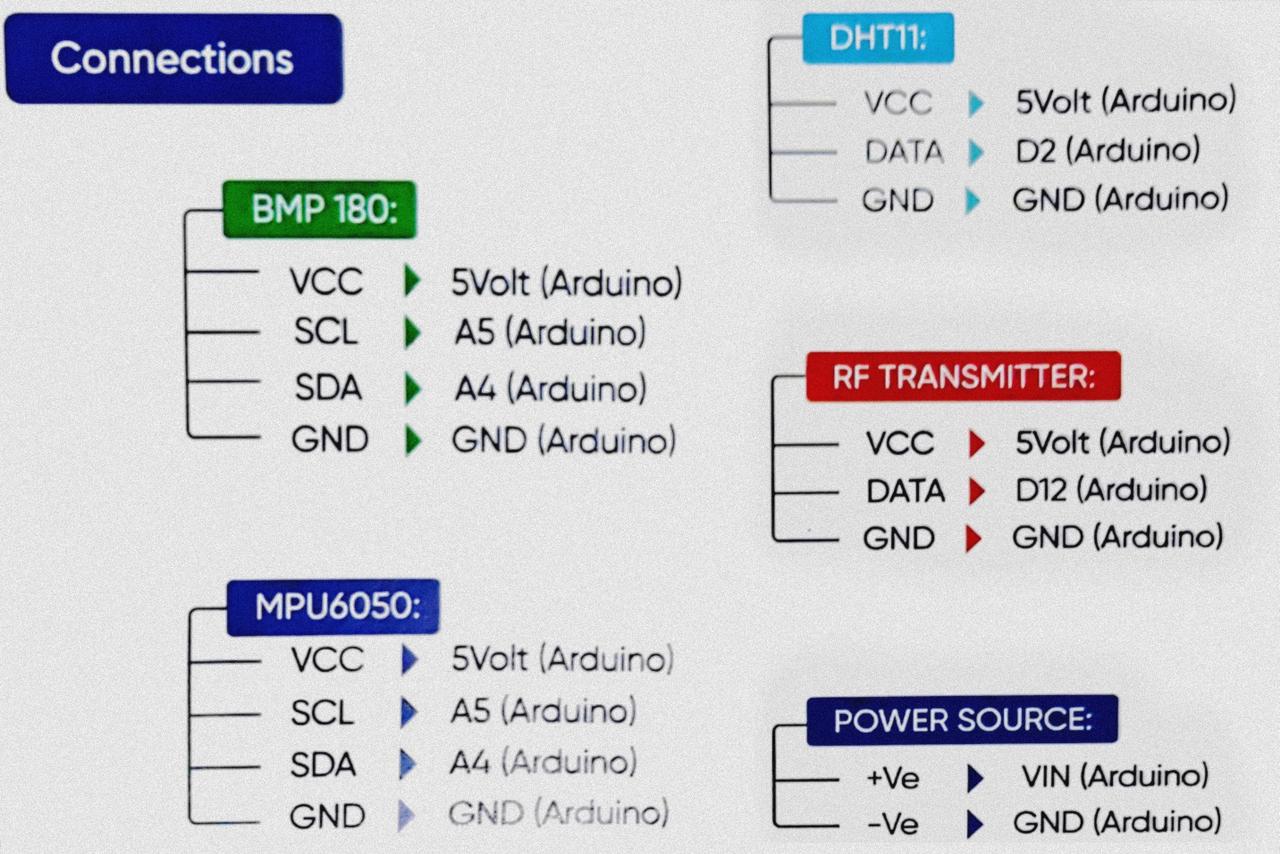 Connections
BMP 180:
VCC ▶ 5Volt (Arduino)
SCL ▶ A5 (Arduino)
SDA ▶ A4 (Arduino)
GND ▶ GND (Arduino)
MPU6050:
VCC ▶ 5Volt (Arduino)
SCL ▶ A5 (Arduino)
SDA ▶ A4 (Arduino)
GND ▶ GND (Arduino)
DHT11:
VCC ▶ 5Volt (Arduino)
DATA ▶ D2 (Arduino)
GND ▶ GND (Arduino)
RF TRANSMITTER:
VCC ▶ 5Volt (Arduino)
DATA ▶ D12 (Arduino)
GND ▶ GND (Arduino)
POWER SOURCE:
+Ve ▶ VIN (Arduino)
-Ve ▶ GND (Arduino)